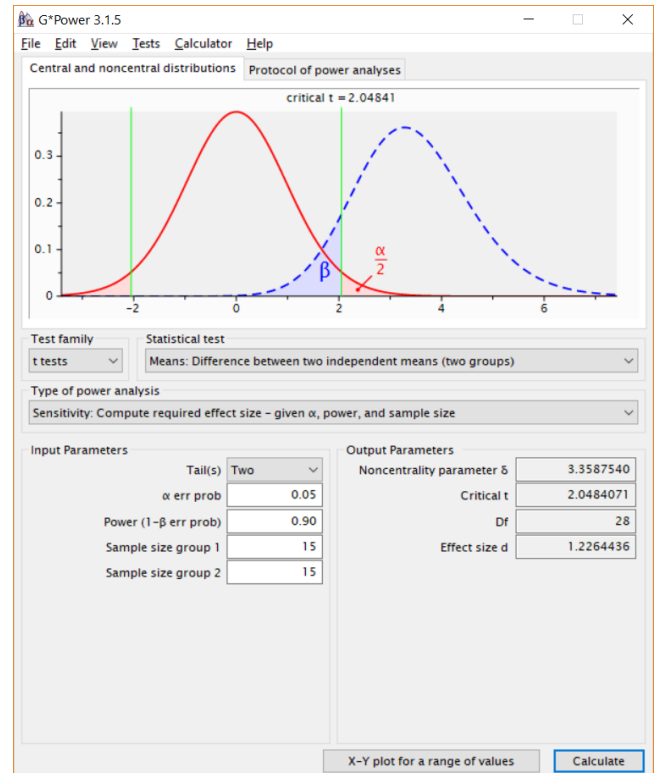 G*Power 3.1.5
File Edit View Tests Calculator Help
Central and noncentral distributions Protocol of power analyses
critical t = 2.04841
0.3
0.2
0.1
0
β
α
2
-2 0 2 4 6
Test family Statistical test
t tests Means: Difference between two independent means (two groups)
Type of power analysis
Sensitivity: Compute required effect size – given α, power, and sample size
Input Parameters Output Parameters
Tail(s) Two Noncentrality parameter δ 3.3587540
α err prob 0.05 Critical t 2.0484071
Power (1-β err prob) 0.90 Df 28
Sample size group 1 15 Effect size d 1.2264436
Sample size group 2 15
X-Y plot for a range of values Calculate